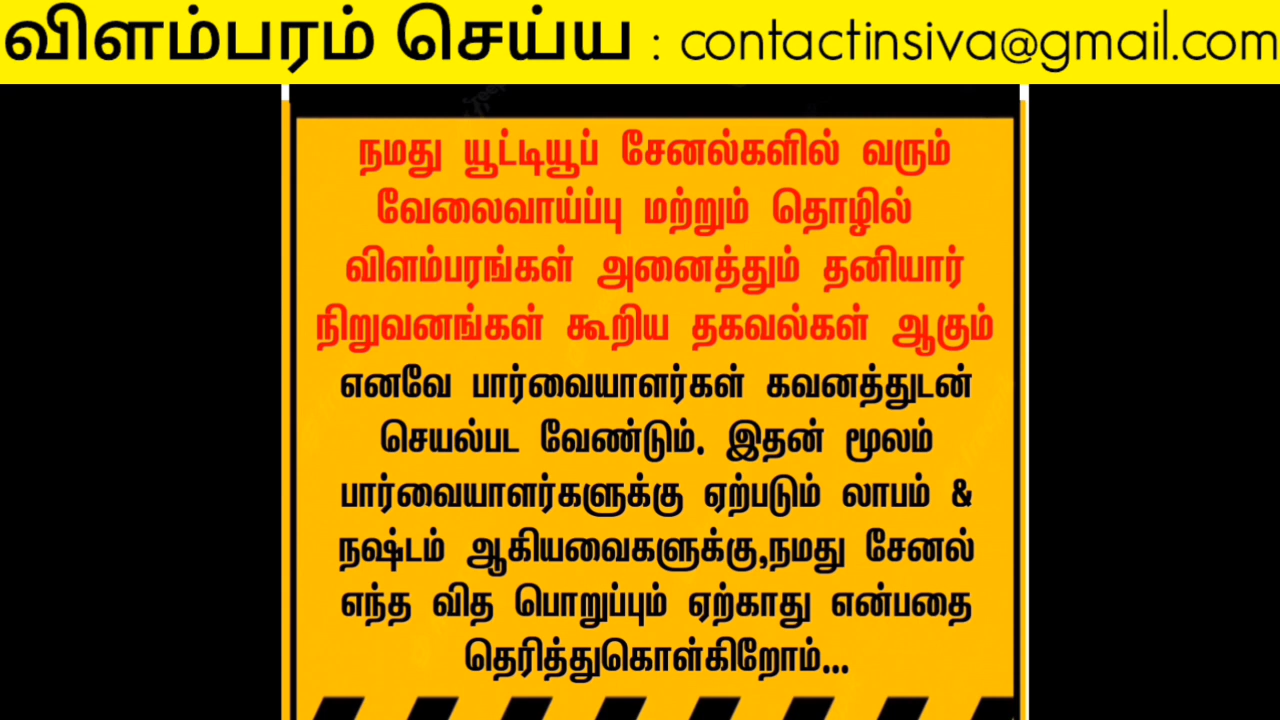 விளம்பரம் செய்ய : contactinsiva@gmail.com
நமது யூட்டியூப் சேனல்களில் வரும்
வேலைவாய்ப்பு மற்றும் தொழில்
விளம்பரங்கள் அனைத்தும் தனியார்
நிறுவனங்கள் கூறிய தகவல்கள் ஆகும்
எனவே பார்வையாளர்கள் கவனத்துடன்
செயல்பட வேண்டும். இதன் மூலம்
பார்வையாளர்களுக்கு ஏற்படும் லாபம் &
நஷ்டம் ஆகியவைகளுக்கு,நமது சேனல்
எந்த வித பொறுப்பும் ஏற்காது என்பதை
தெரித்துகொள்கிறோம்...